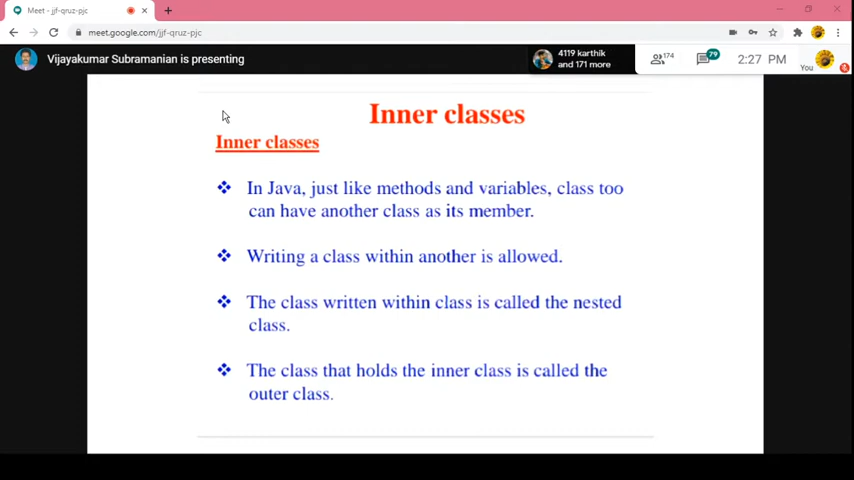 Meet - jjf-qruz-pjc
meet.google.com/jjf-qruz-pjc
Vijayakumar Subramanian is presenting
4119 karthik
and 171 more
174
79
2:27 PM
You
Inner classes
Inner classes
In Java, just like methods and variables, class too
can have another class as its member.
Writing a class within another is allowed.
The class written within class is called the nested
class.
The class that holds the inner class is called the
outer class.